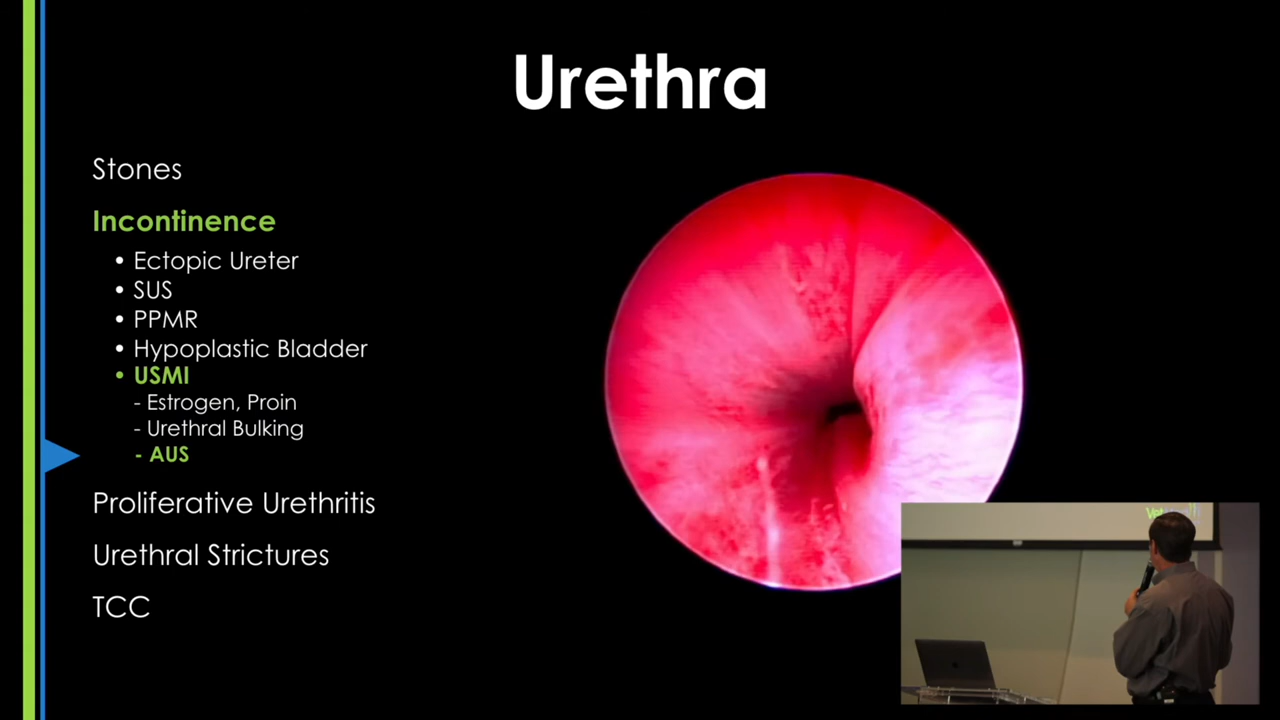 Urethra
Stones
Incontinence
• Ectopic Ureter
• SUS
• PPMR
• Hypoplastic Bladder
• USMI
- Estrogen, Proin
- Urethral Bulking
- AUS
Proliferative Urethritis
Urethral Strictures
TCC